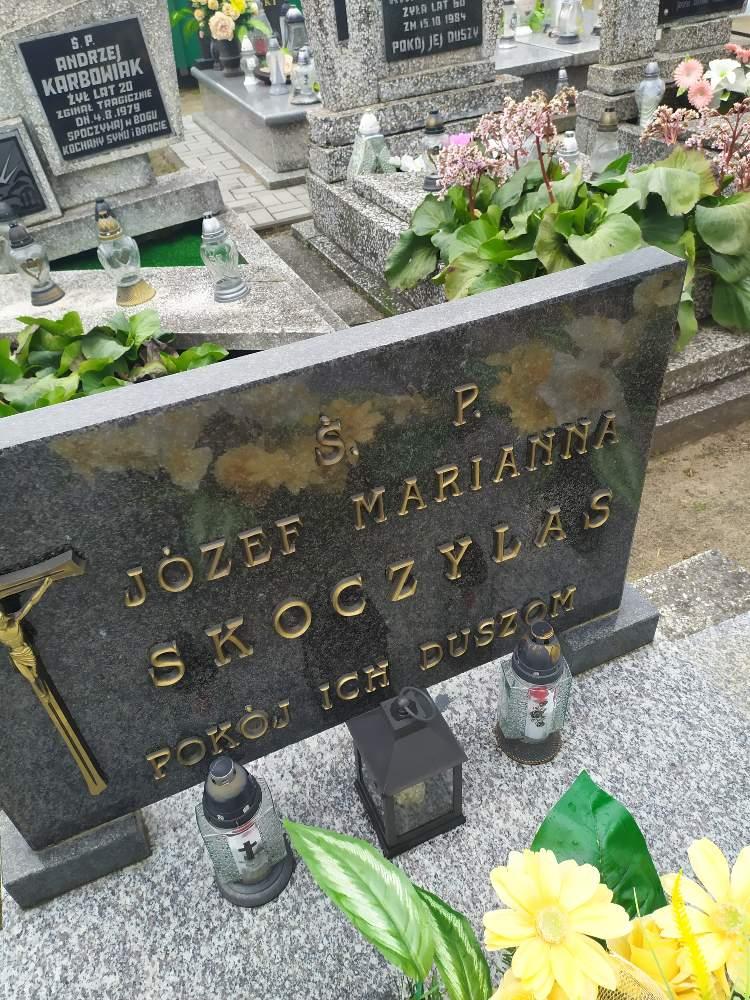 Ś. P.
ANDRZEJ
KARBOWIAK
ŻYŁ LAT 20
ZGINĄŁ TRAGICZNIE
DN. 4.8.1979
SPOCZYWAJ W BOGU
KOCHANY SYNU I BRACIE
ŻYŁA LAT 60
ZM 15.10.1984
POKÓJ JEJ DUSZY
Ś. P.
JÓZEF MARIANNA
SKOCZYLAS
POKÓJ ICH DUSZOM